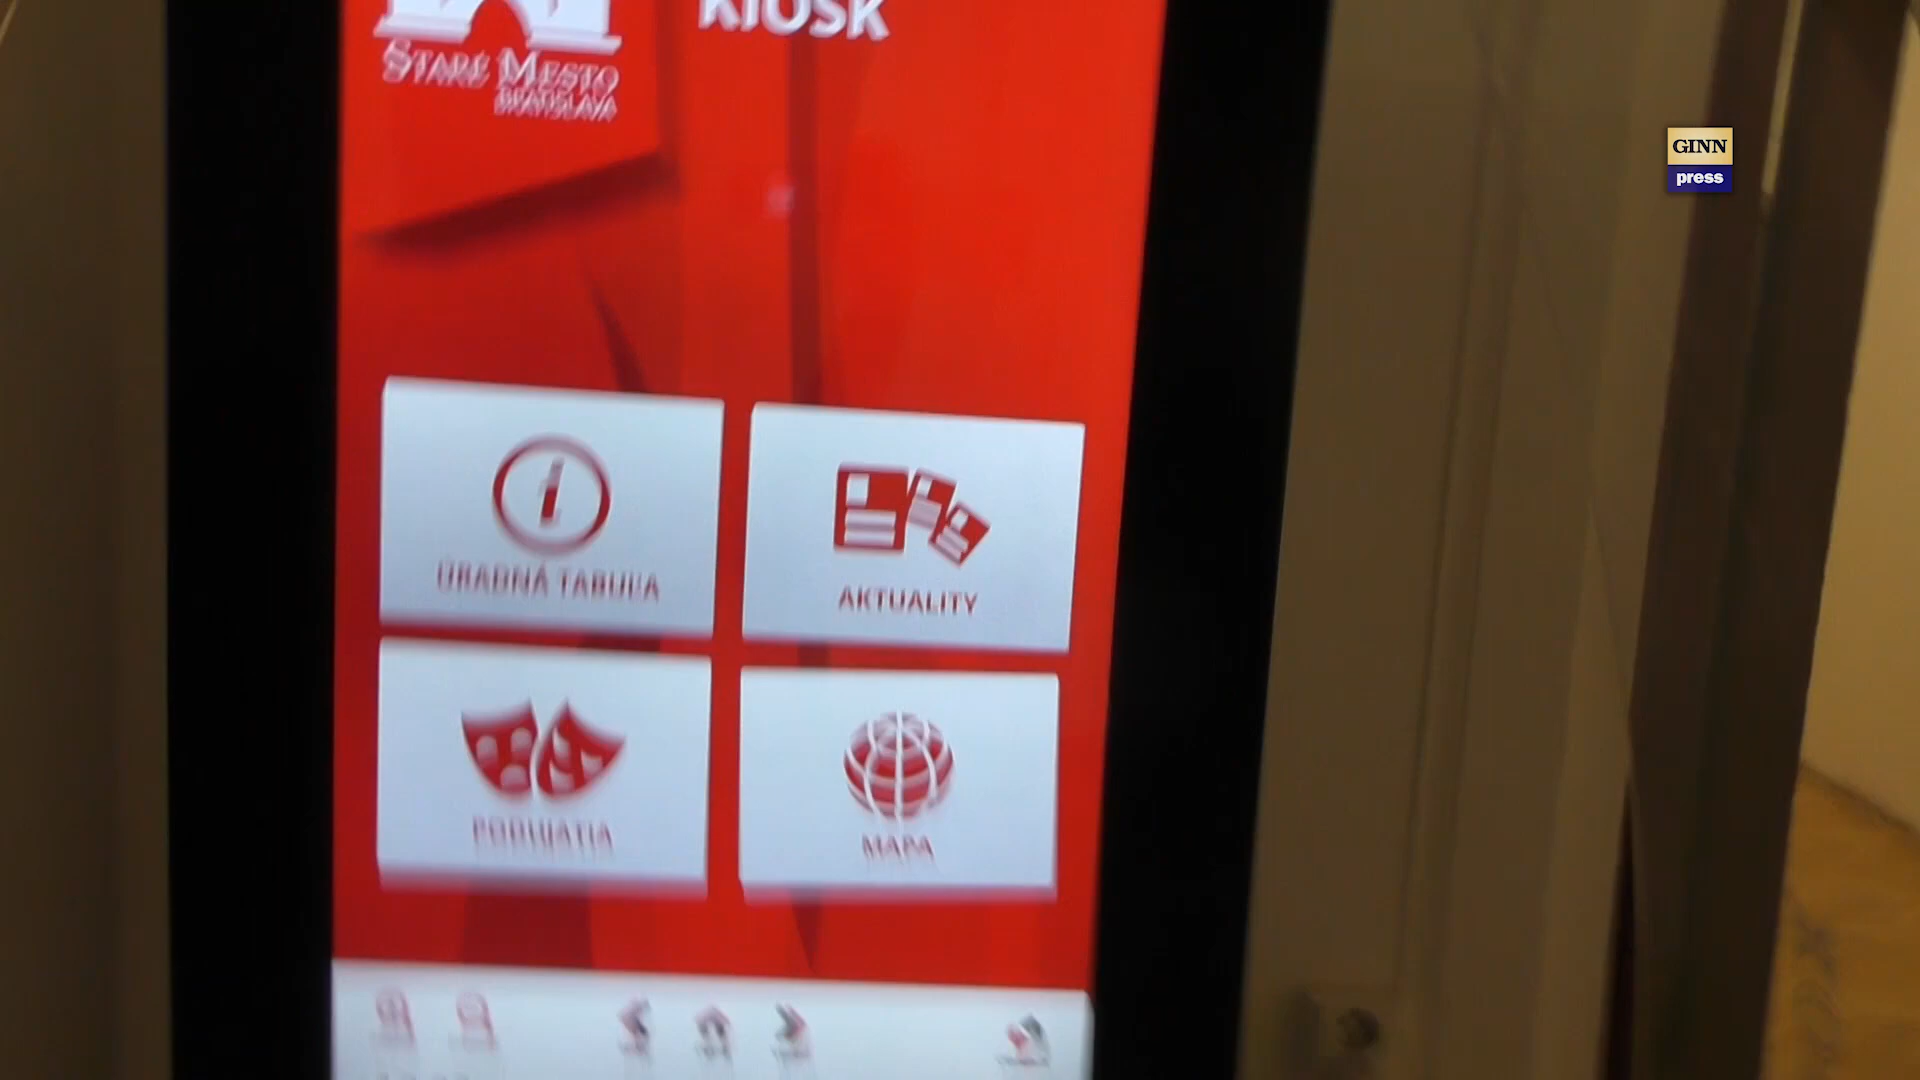 KIOSK
STARÉ MESTO
BRATISLAVA
GINN
press
ÚRADNÁ TABUĽA
AKTUALITY
PODUJATIA
MAPA